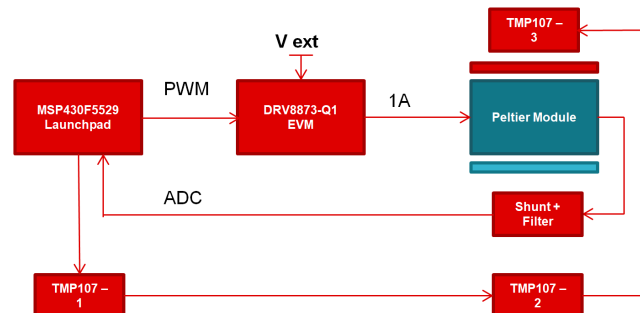 TMP107 –
3
V ext
PWM
MSP430F5529
Launchpad
DRV8873-Q1
EVM
1A
Peltier Module
ADC
Shunt +
Filter
TMP107 –
1
TMP107 –
2